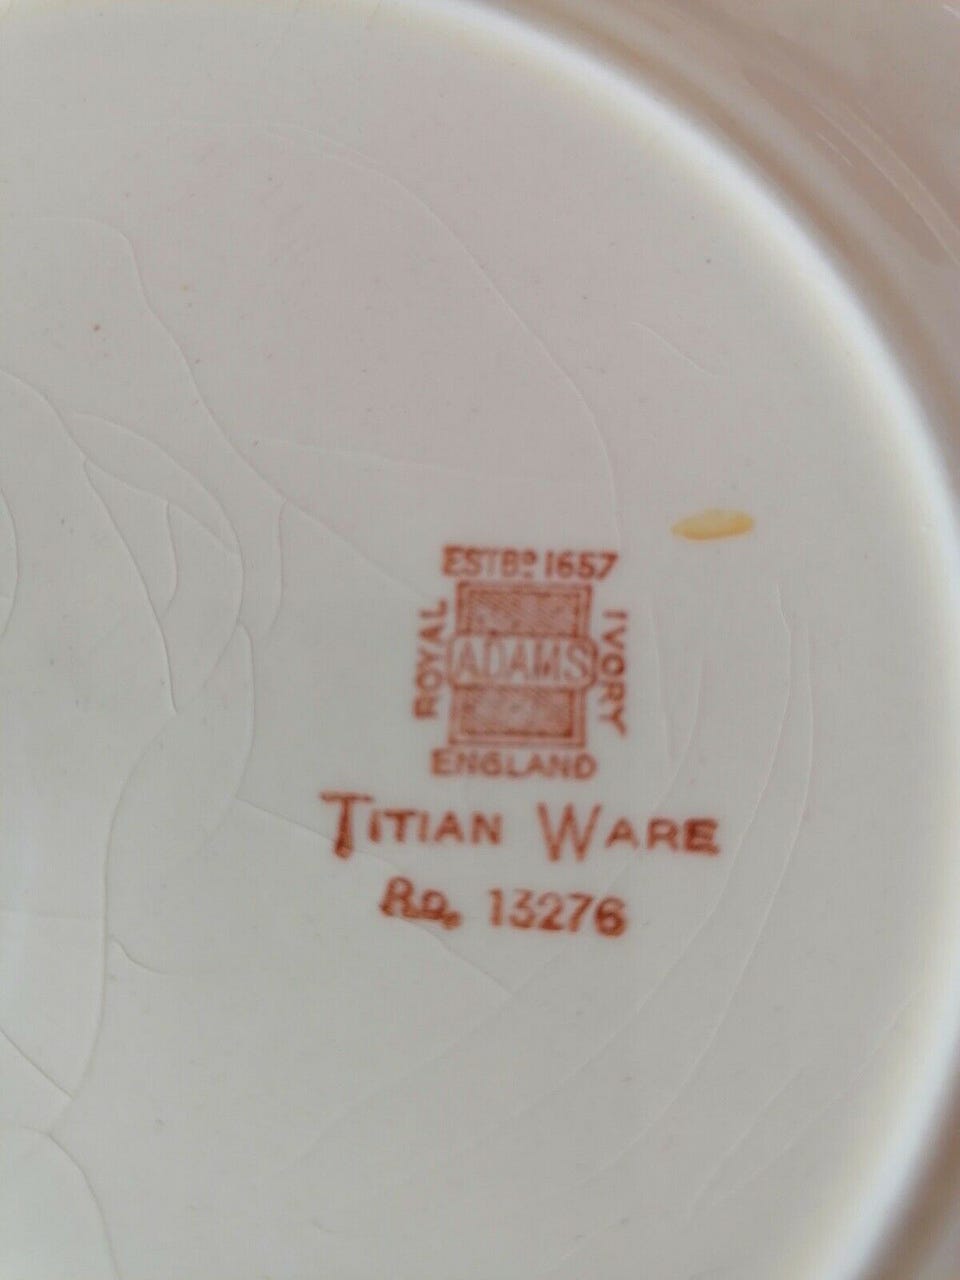 ESTBD 1657
ROYAL
ADAMS
IVORY
ENGLAND
TITIAN WARE
Rd. 13276